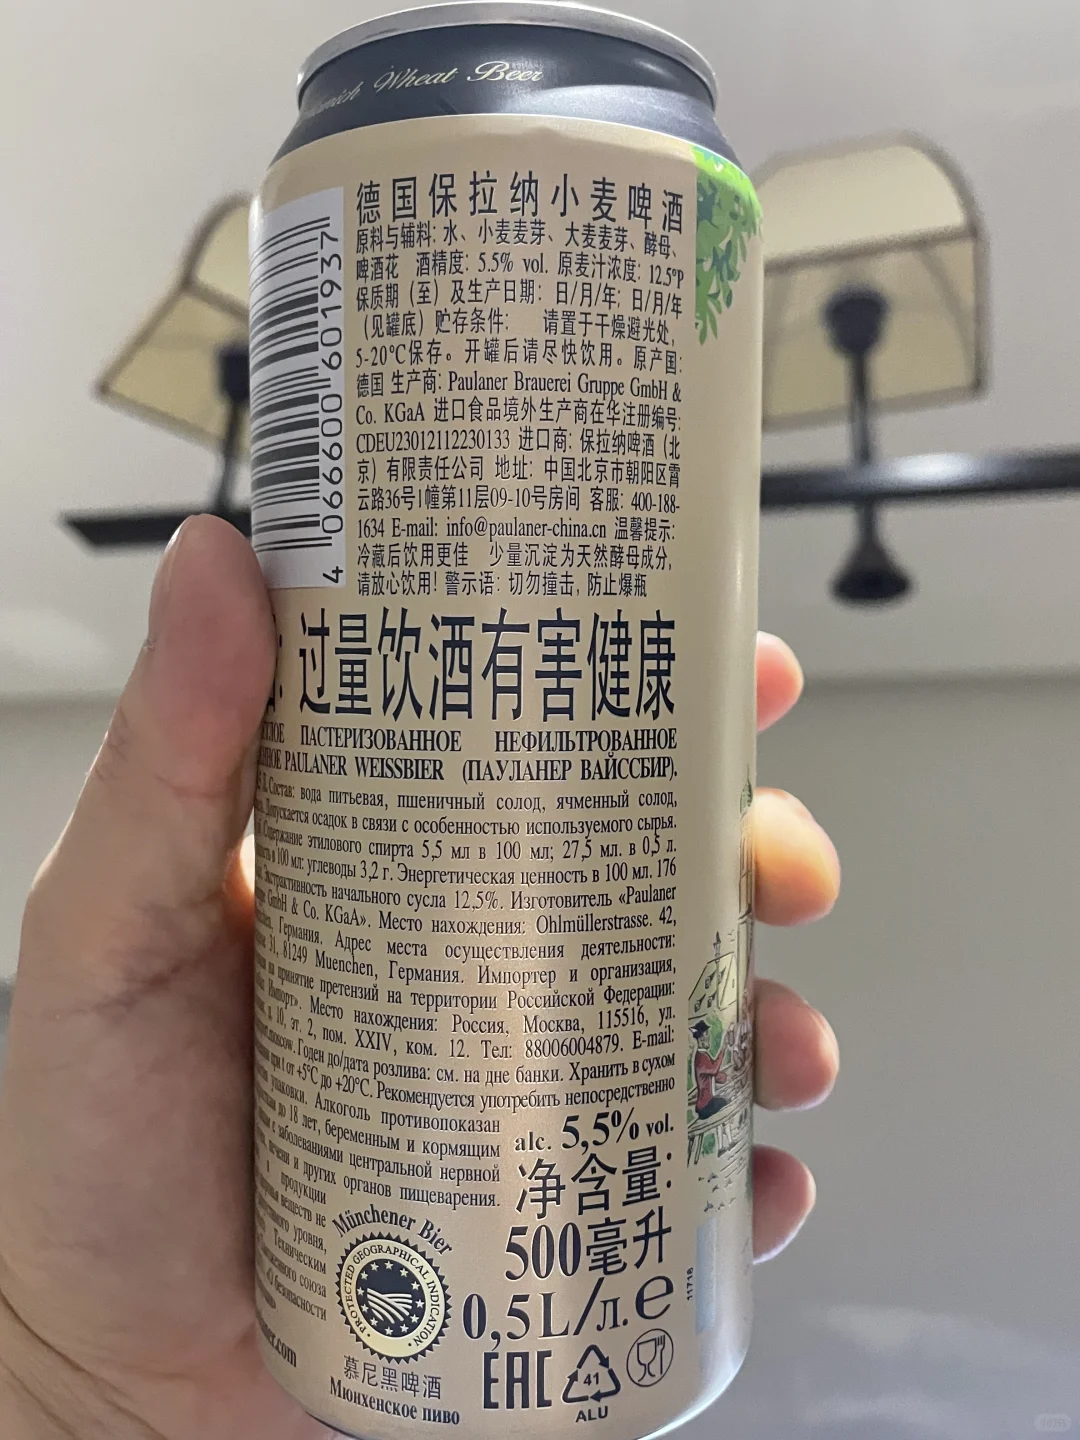 Wheat Beer
4 066600 601937
德国保拉纳小麦啤酒
原料与辅料: 水、小麦麦芽、大麦麦芽、酵母、
啤酒花 酒精度: 5.5% vol. 原麦汁浓度: 12.5°P
保质期（至）及生产日期: 日/月/年; 日/月/年
（见罐底）贮存条件: 请置于干燥避光处,
5-20°C保存。开罐后请尽快饮用。原产国:
德国 生产商: Paulaner Brauerei Gruppe GmbH &
Co. KGaA 进口食品境外生产商在华注册编号:
CDEU23012112230133 进口商: 保拉纳啤酒（北
京）有限责任公司 地址: 中国北京市朝阳区霄
云路36号1幢第11层09-10号房间 客服: 400-188-
1634 E-mail: info@paulaner-china.cn 温馨提示:
冷藏后饮用更佳 少量沉淀为天然酵母成分,
请放心饮用! 警示语: 切勿撞击, 防止爆瓶
: 过量饮酒有害健康
ПАСТЕРИЗОВАННОЕ НЕФИЛЬТРОВАННОЕ
PAULANER WEISSBIER (ПАУЛАНЕР ВАЙССБИР).
Состав: вода питьевая, пшеничный солод, ячменный солод,
Допускается осадок в связи с особенностью используемого сырья.
Содержание этилового спирта 5,5 мл в 100 мл; 27,5 мл. в 0,5 л.
в 100 мл: углеводы 3,2 г. Энергетическая ценность в 100 мл. 176
Экстрактивность начального сусла 12,5%. Изготовитель «Paulaner
GmbH & Co. KGaA». Место нахождения: Ohlmüllerstrasse. 42,
Германия. Адрес места осуществления деятельности:
31, 81249 Muenchen, Германия. Импортер и организация,
на принятие претензий на территории Российской Федерации:
Импорт». Место нахождения: Россия, Москва, 115516, ул.
10, эт. 2, пом. XXIV, ком. 12. Тел: 88006004879. E-mail:
Годен до/дата розлива: см. на дне банки. Хранить в сухом
при t от +5°C до +20°C. Рекомендуется употребить непосредственно
упаковки. Алкоголь противопоказан
до 18 лет, беременным и кормящим
с заболеваниями центральной нервной
печени и других органов пищеварения.
продукции
веществ не
уровня,
Техническим
союза
безопасности
alc. 5,5% vol.
净含量:
500毫升
0,5L/л.e
Münchener Bier
PROTECTED GEOGRAPHICAL INDICATION
慕尼黑啤酒
Мюнхенское пиво
EAC
41
ALU
11718